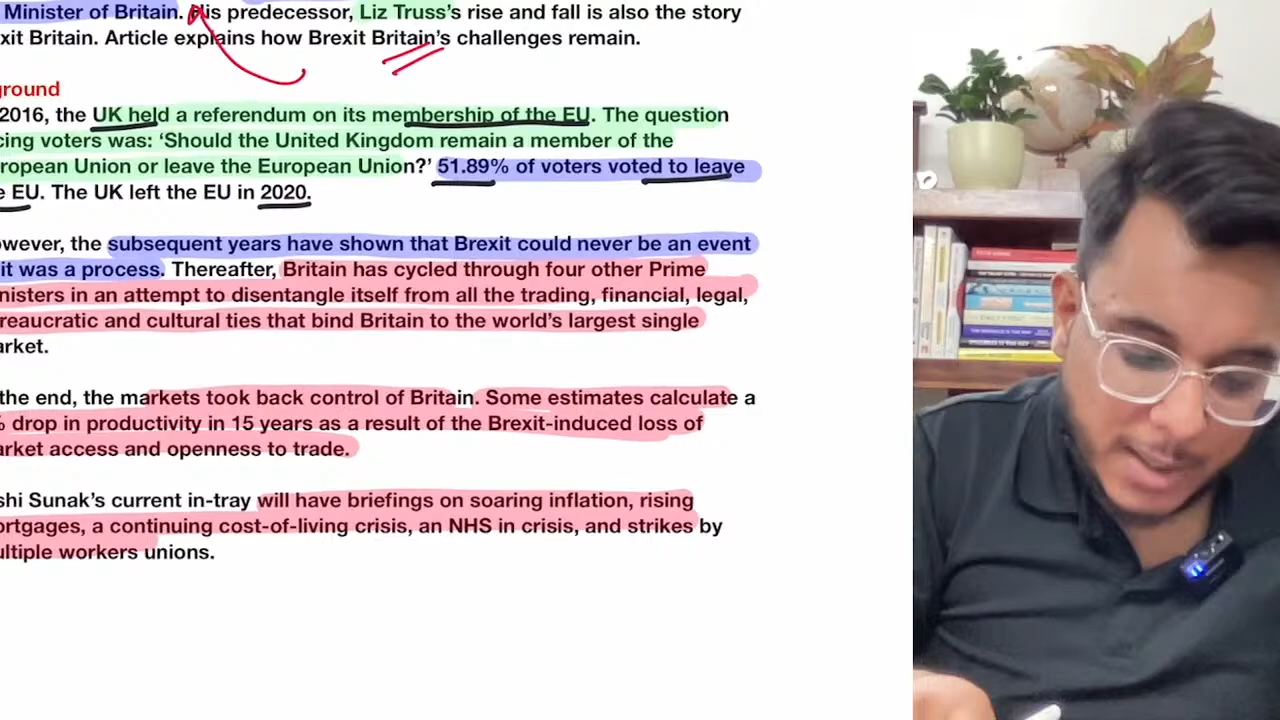 Minister of Britain. His predecessor, Liz Truss's rise and fall is also the story
xit Britain. Article explains how Brexit Britain's challenges remain.
ground
2016, the UK held a referendum on its membership of the EU. The question
cing voters was: 'Should the United Kingdom remain a member of the
ropean Union or leave the European Union?' 51.89% of voters voted to leave
e EU. The UK left the EU in 2020.
wever, the subsequent years have shown that Brexit could never be an event
it was a process. Thereafter, Britain has cycled through four other Prime
nisters in an attempt to disentangle itself from all the trading, financial, legal,
reaucratic and cultural ties that bind Britain to the world's largest single
arket.
the end, the markets took back control of Britain. Some estimates calculate a
% drop in productivity in 15 years as a result of the Brexit-induced loss of
arket access and openness to trade.
shi Sunak's current in-tray will have briefings on soaring inflation, rising
ortgages, a continuing cost-of-living crisis, an NHS in crisis, and strikes by
ultiple workers unions.